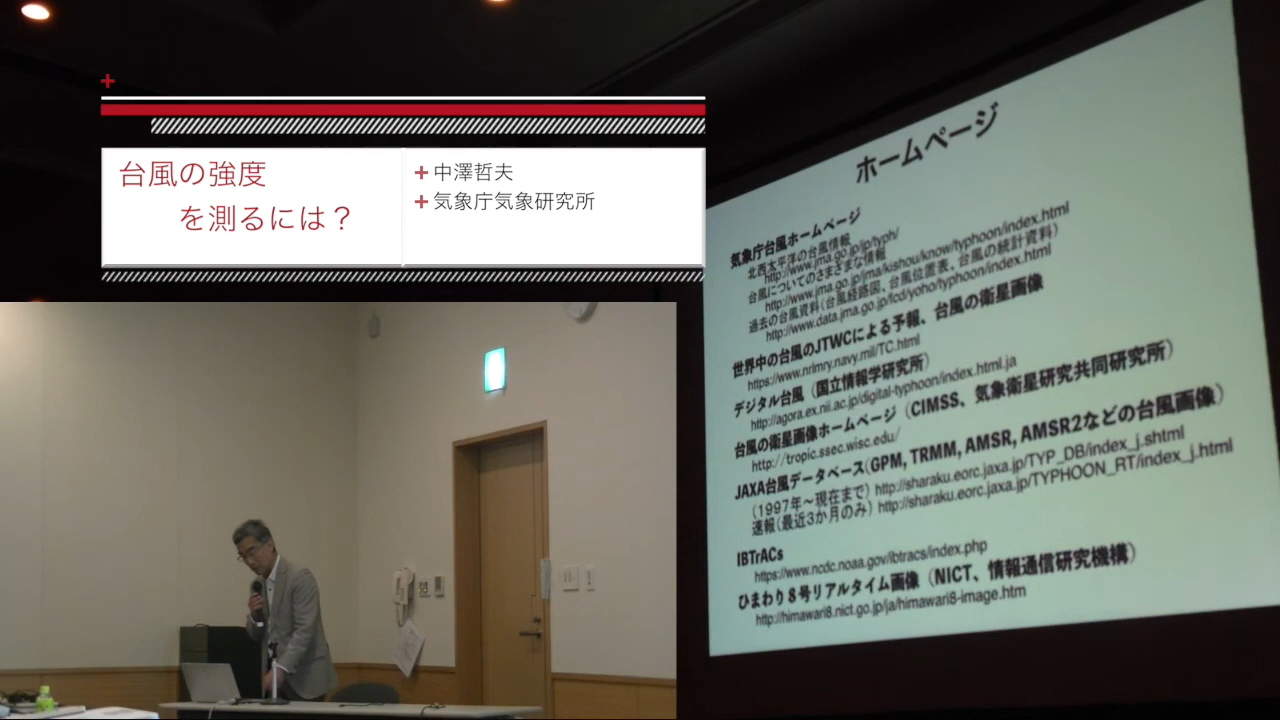 台風の強度
を測るには？
中澤哲夫
気象庁気象研究所
ホームページ
気象庁台風ホームページ
北西太平洋の台風情報
http://www.jma.go.jp/jp/typh/
台風についてのさまざまな情報
http://www.jma.go.jp/jma/kishou/know/typhoon/index.html
過去の台風資料(台風経路図、台風位置表、台風の統計資料)
http://www.data.jma.go.jp/fcd/yoho/typhoon/index.html
世界中の台風のJTWCによる予報、台風の衛星画像
https://www.nrlmry.navy.mil/TC.html
デジタル台風（国立情報学研究所）
http://agora.ex.nii.ac.jp/digital-typhoon/index.html.ja
台風の衛星画像ホームページ（CIMSS、気象衛星研究共同研究所）
http://tropic.ssec.wisc.edu/
JAXA台風データベース(GPM, TRMM, AMSR, AMSR2などの台風画像)
(1997年～現在まで) http://sharaku.eorc.jaxa.jp/TYP_DB/index_j.shtml
速報(最近3か月のみ) http://sharaku.eorc.jaxa.jp/TYPHOON_RT/index_j.html
IBTrACs
https://www.ncdc.noaa.gov/ibtracs/index.php
ひまわり８号リアルタイム画像（NICT、情報通信研究機構）
http://himawari8.nict.go.jp/ja/himawari8-image.htm